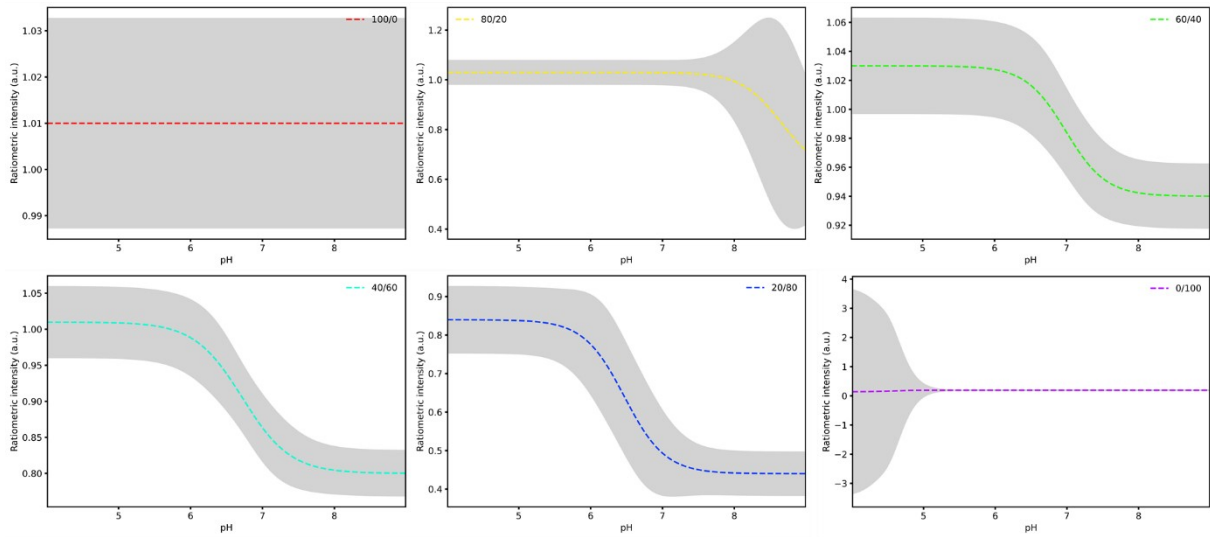 100/0
1.03
1.02
1.01
1.00
0.99
Ratiometric intensity (a.u.)
5 6 7 8
pH
80/20
1.2
1.0
0.8
0.6
0.4
Ratiometric intensity (a.u.)
5 6 7 8
pH
60/40
1.06
1.04
1.02
1.00
0.98
0.96
0.94
0.92
Ratiometric intensity (a.u.)
5 6 7 8
pH
40/60
1.05
1.00
0.95
0.90
0.85
0.80
Ratiometric intensity (a.u.)
5 6 7 8
pH
20/80
0.9
0.8
0.7
0.6
0.5
0.4
Ratiometric intensity (a.u.)
5 6 7 8
pH
0/100
4
3
2
1
0
−1
−2
−3
Ratiometric intensity (a.u.)
5 6 7 8
pH